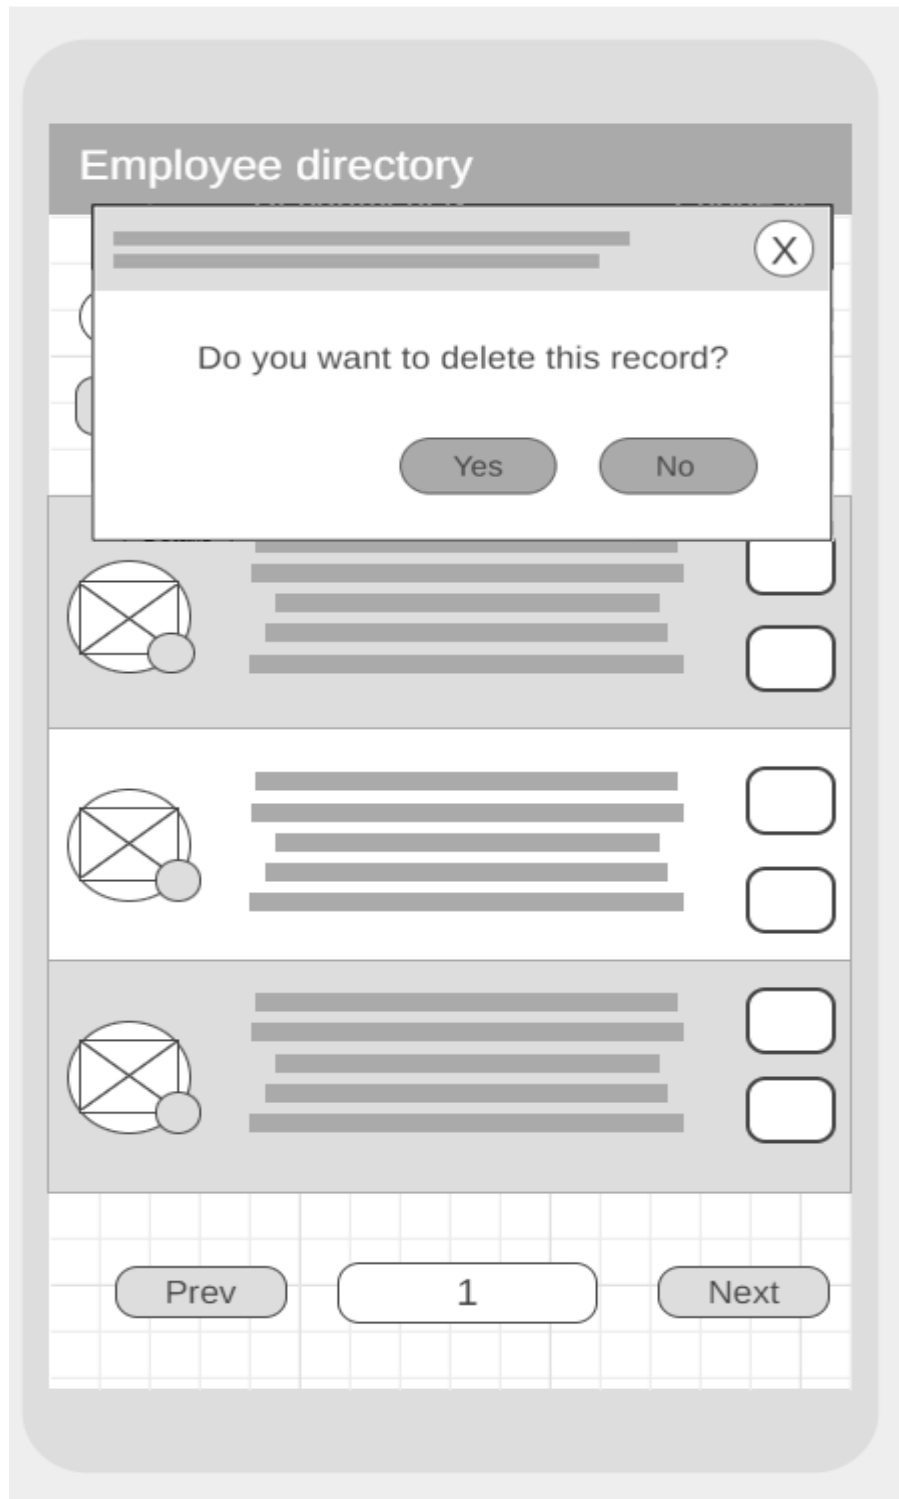 Employee directory
X
Do you want to delete this record?
Yes No
Prev 1 Next